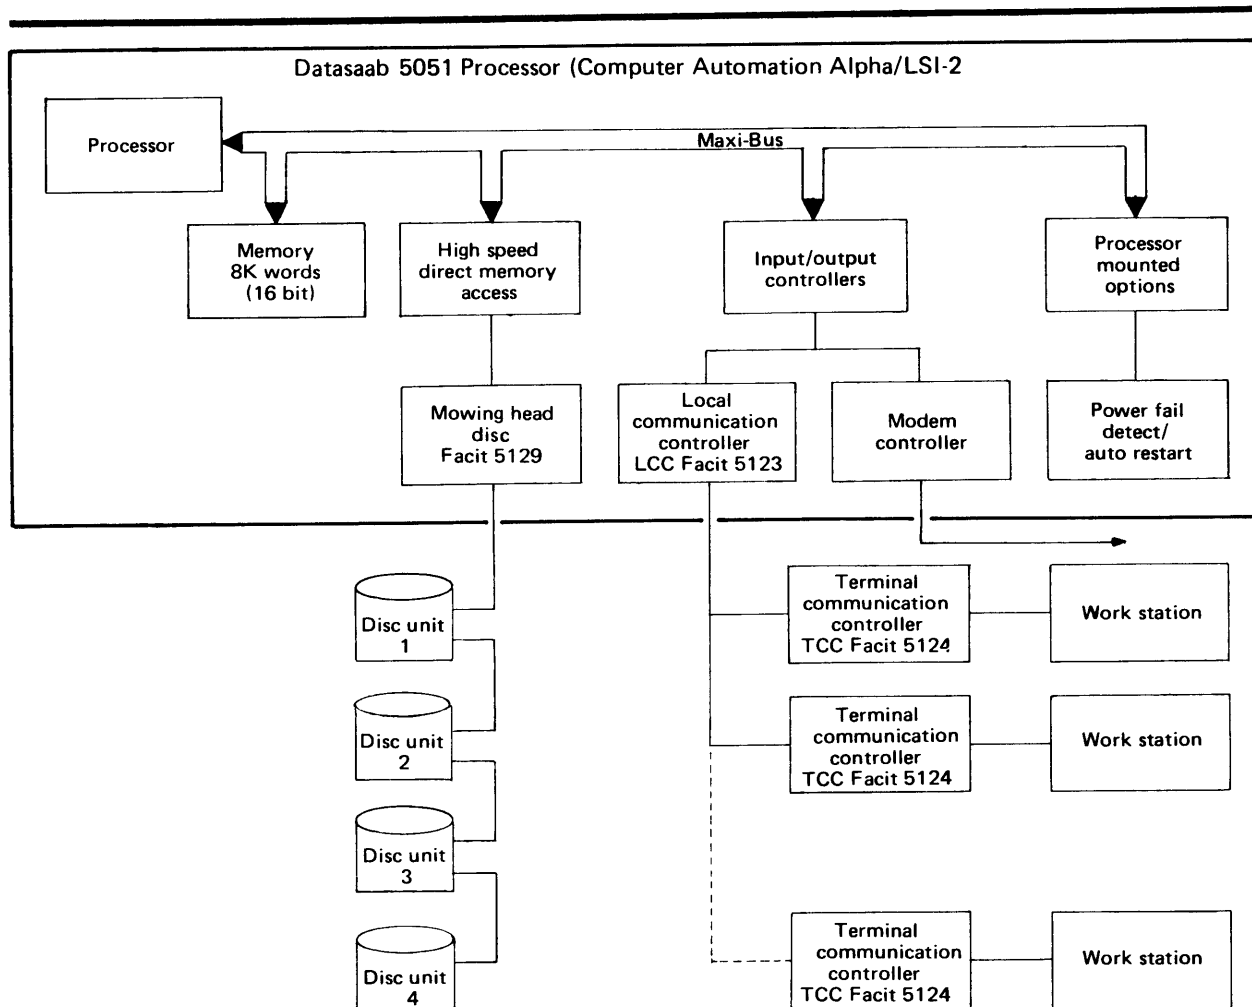 Datasaab 5051 Processor (Computer Automation Alpha/LSI-2
Processor
Maxi-Bus
Memory
8K words
(16 bit)
High speed
direct memory
access
Input/output
controllers
Processor
mounted
options
Mowing head
disc
Facit 5129
Local
communication
controller
LCC Facit 5123
Modem
controller
Power fail
detect/
auto restart
Disc unit
1
Terminal
communication
controller
TCC Facit 5124
Work station
Disc unit
2
Terminal
communication
controller
TCC Facit 5124
Work station
Disc unit
3
Disc unit
4
Terminal
communication
controller
TCC Facit 5124
Work station